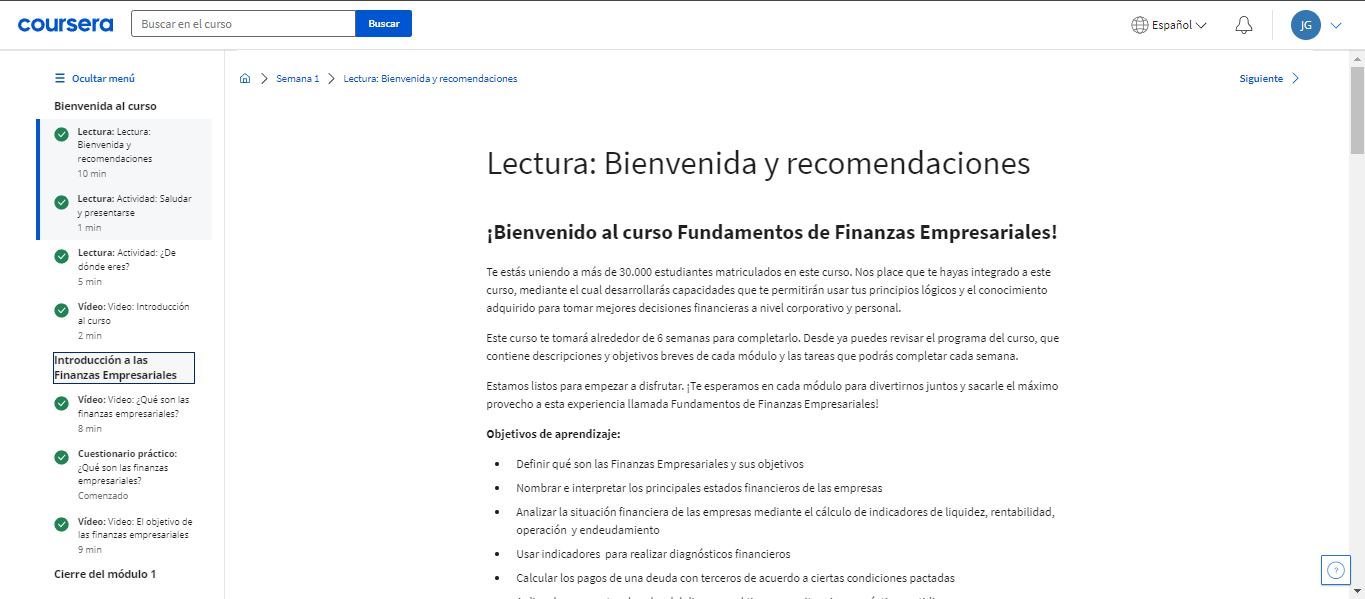 coursera
Buscar en el curso
Buscar
Español
JG
Ocultar menú
Bienvenida al curso
Lectura: Lectura:
Bienvenida y
recomendaciones
10 min
Lectura: Actividad: Saludar
y presentarse
1 min
Lectura: Actividad: ¿De
dónde eres?
5 min
Vídeo: Video: Introducción
al curso
2 min
Introducción a las
Finanzas Empresariales
Vídeo: Video: ¿Qué son las
finanzas empresariales?
8 min
Cuestionario práctico:
¿Qué son las finanzas
empresariales?
Comenzado
Vídeo: Video: El objetivo de
las finanzas empresariales
9 min
Cierre del módulo 1
Semana 1
Lectura: Bienvenida y recomendaciones
Siguiente
Lectura: Bienvenida y recomendaciones
¡Bienvenido al curso Fundamentos de Finanzas Empresariales!
Te estás uniendo a más de 30.000 estudiantes matriculados en este curso. Nos place que te hayas integrado a este
curso, mediante el cual desarrollarás capacidades que te permitirán usar tus principios lógicos y el conocimiento
adquirido para tomar mejores decisiones financieras a nivel corporativo y personal.
Este curso te tomará alrededor de 6 semanas para completarlo. Desde ya puedes revisar el programa del curso, que
contiene descripciones y objetivos breves de cada módulo y las tareas que podrás completar cada semana.
Estamos listos para empezar a disfrutar. ¡Te esperamos en cada módulo para divertirnos juntos y sacarle el máximo
provecho a esta experiencia llamada Fundamentos de Finanzas Empresariales!
Objetivos de aprendizaje:
• Definir qué son las Finanzas Empresariales y sus objetivos
• Nombrar e interpretar los principales estados financieros de las empresas
• Analizar la situación financiera de las empresas mediante el cálculo de indicadores de liquidez, rentabilidad,
operación y endeudamiento
• Usar indicadores para realizar diagnósticos financieros
• Calcular los pagos de una deuda con terceros de acuerdo a ciertas condiciones pactadas
?